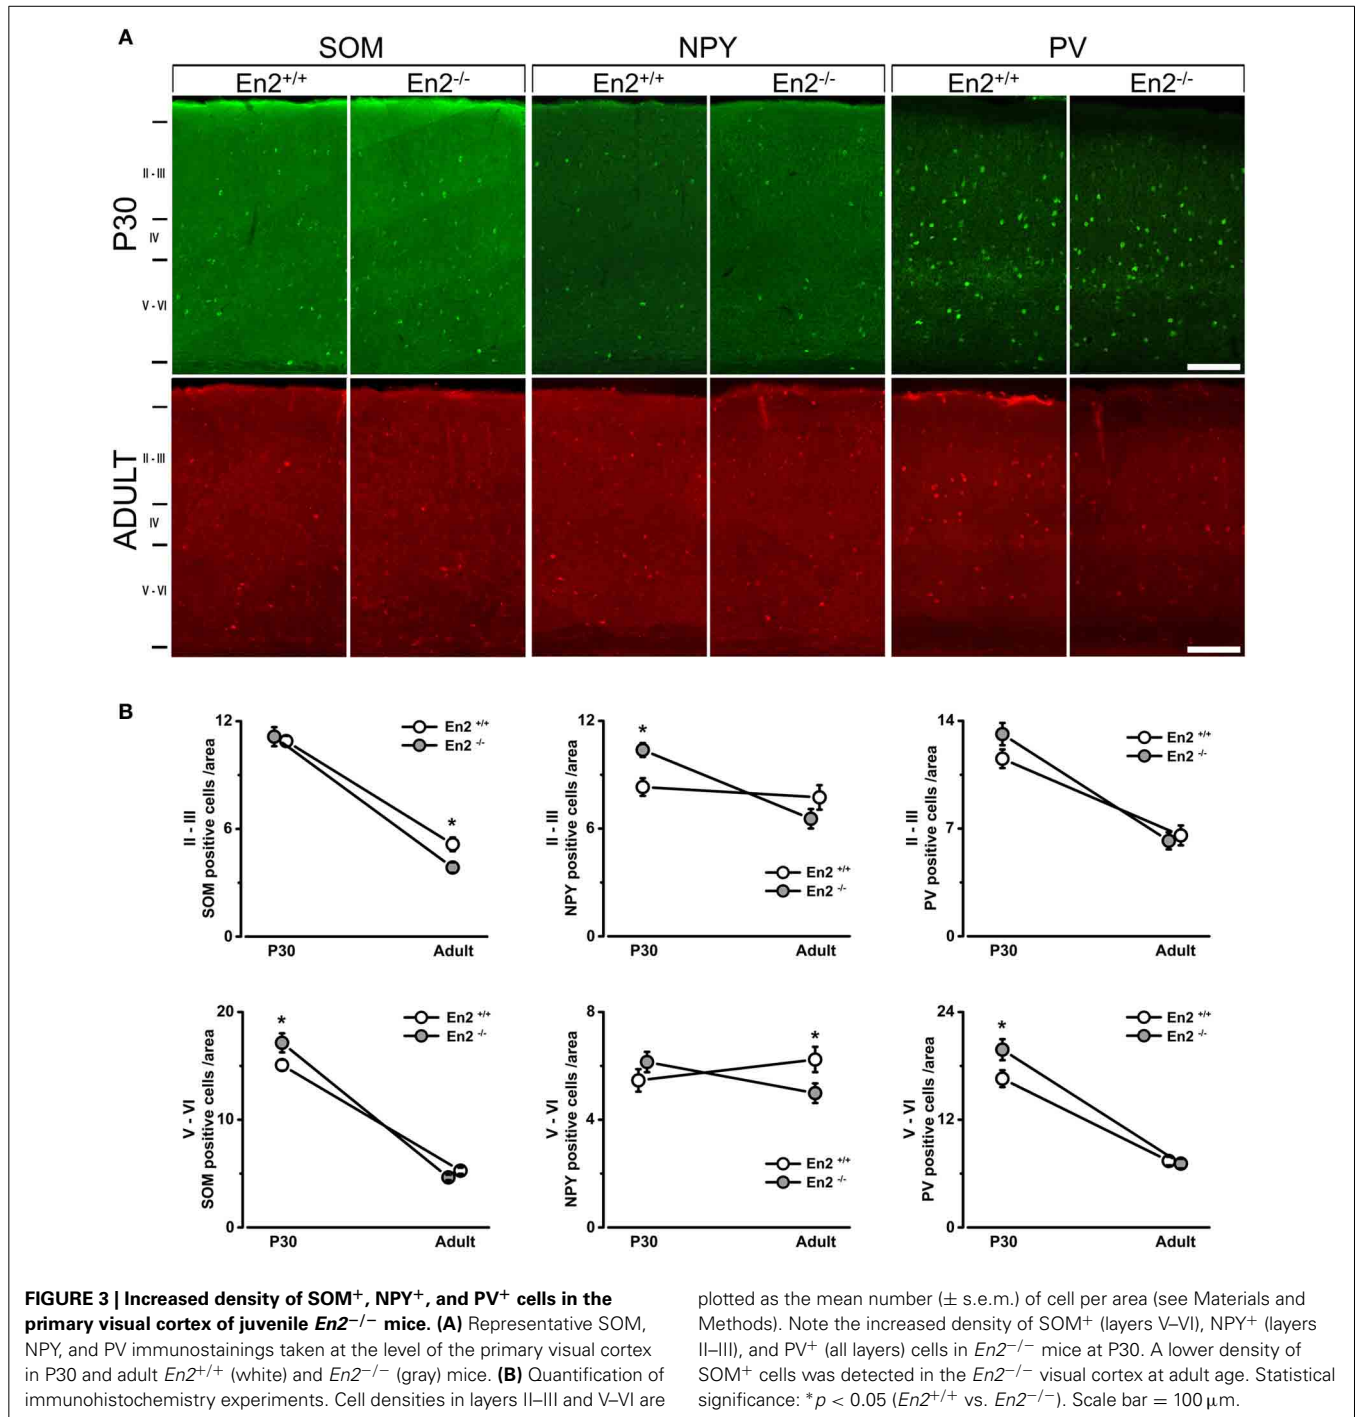 A
SOM NPY PV
En2+/+ En2-/- En2+/+ En2-/- En2+/+ En2-/-
P30
II - III
IV
V - VI
ADULT
II - III
IV
V - VI
B
II - III
SOM positive cells /area
12
6
0
P30 Adult
*
En2 +/+
En2 -/-
II - III
NPY positive cells /area
12
6
0
P30 Adult
*
En2 +/+
En2 -/-
II - III
PV positive cells /area
14
7
0
P30 Adult
En2 +/+
En2 -/-
V - VI
SOM positive cells /area
20
10
0
P30 Adult
*
En2 +/+
En2 -/-
V - VI
NPY positive cells /area
8
4
0
P30 Adult
*
En2 +/+
En2 -/-
V - VI
PV positive cells /area
24
12
0
P30 Adult
*
En2 +/+
En2 -/-
FIGURE 3 | Increased density of SOM+, NPY+, and PV+ cells in the
primary visual cortex of juvenile En2−/− mice. (A) Representative SOM,
NPY, and PV immunostainings taken at the level of the primary visual cortex
in P30 and adult En2+/+ (white) and En2−/− (gray) mice. (B) Quantification of
immunohistochemistry experiments. Cell densities in layers II–III and V–VI are
plotted as the mean number (± s.e.m.) of cell per area (see Materials and
Methods). Note the increased density of SOM+ (layers V–VI), NPY+ (layers
II–III), and PV+ (all layers) cells in En2−/− mice at P30. A lower density of
SOM+ cells was detected in the En2−/− visual cortex at adult age. Statistical
significance: *p < 0.05 (En2+/+ vs. En2−/−). Scale bar = 100 μm.